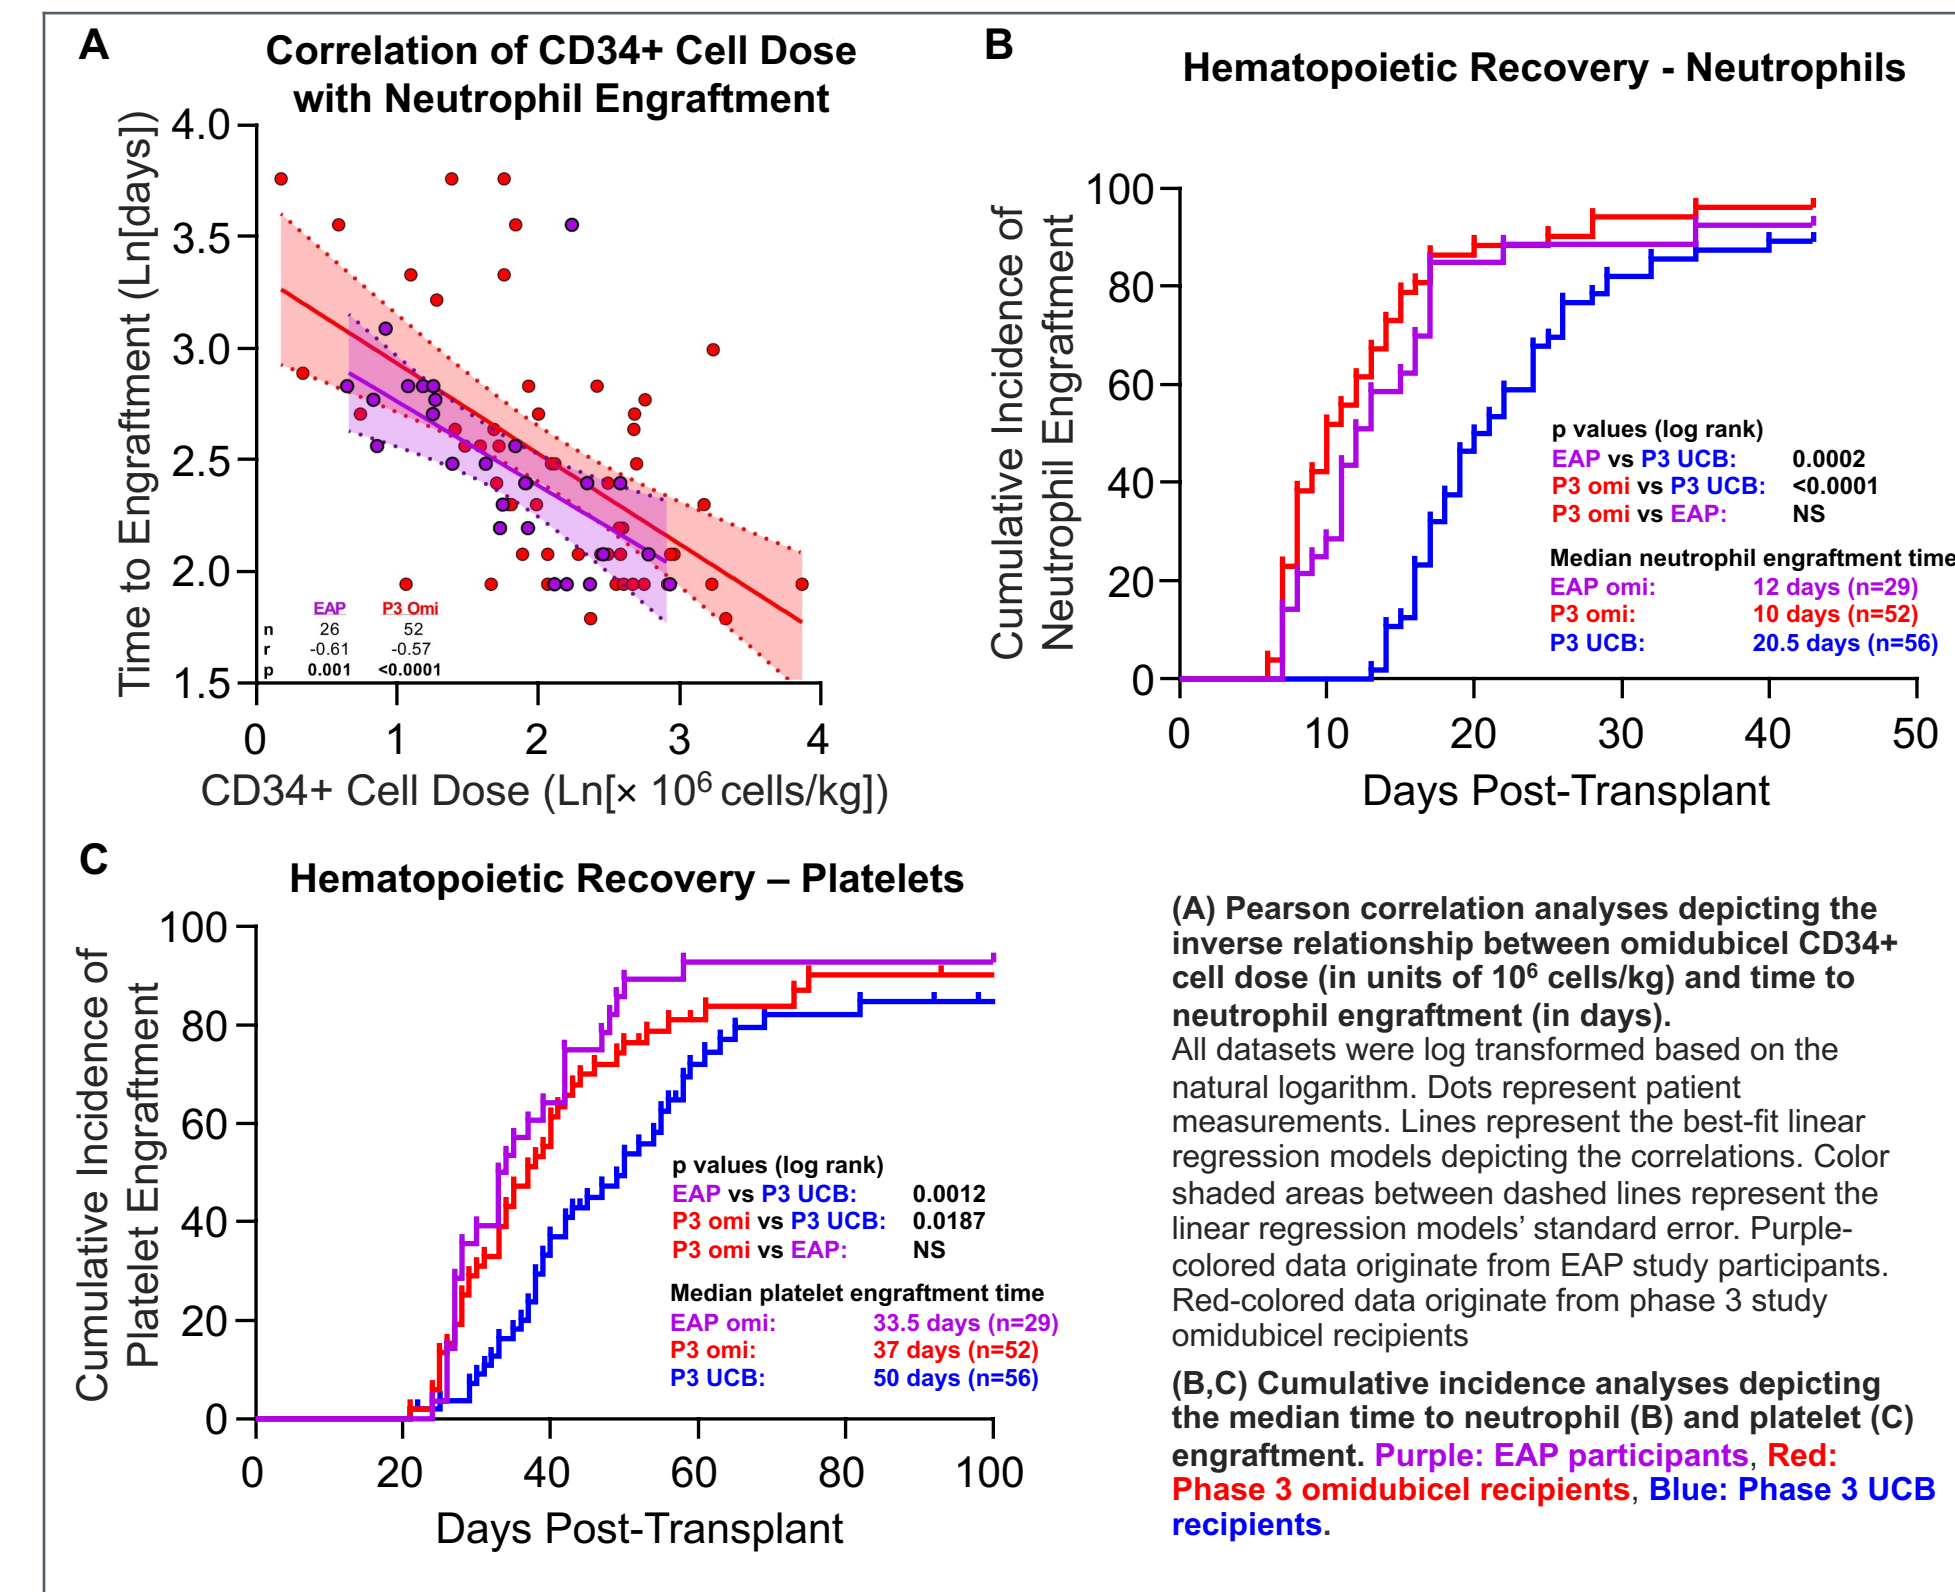 A
Correlation of CD34+ Cell Dose
with Neutrophil Engraftment
Time to Engraftment (Ln[days])
4.0
3.5
3.0
2.5
2.0
1.5
EAP P3 Omi
n 26 52
r -0.61 -0.57
p 0.001 <0.0001
0 1 2 3 4
CD34+ Cell Dose (Ln[× 10⁶ cells/kg])
B
Hematopoietic Recovery - Neutrophils
Cumulative Incidence of
Neutrophil Engraftment
100
80
60
40
20
0
p values (log rank)
EAP vs P3 UCB: 0.0002
P3 omi vs P3 UCB: <0.0001
P3 omi vs EAP: NS
Median neutrophil engraftment time
EAP omi: 12 days (n=29)
P3 omi: 10 days (n=52)
P3 UCB: 20.5 days (n=56)
0 10 20 30 40 50
Days Post-Transplant
C
Hematopoietic Recovery – Platelets
Cumulative Incidence of
Platelet Engraftment
100
80
60
40
20
0
p values (log rank)
EAP vs P3 UCB: 0.0012
P3 omi vs P3 UCB: 0.0187
P3 omi vs EAP: NS
Median platelet engraftment time
EAP omi: 33.5 days (n=29)
P3 omi: 37 days (n=52)
P3 UCB: 50 days (n=56)
0 20 40 60 80 100
Days Post-Transplant
(A) Pearson correlation analyses depicting the
inverse relationship between omidubicel CD34+
cell dose (in units of 10⁶ cells/kg) and time to
neutrophil engraftment (in days).
All datasets were log transformed based on the
natural logarithm. Dots represent patient
measurements. Lines represent the best-fit linear
regression models depicting the correlations. Color
shaded areas between dashed lines represent the
linear regression models’ standard error. Purple-
colored data originate from EAP study participants.
Red-colored data originate from phase 3 study
omidubicel recipients
(B,C) Cumulative incidence analyses depicting
the median time to neutrophil (B) and platelet (C)
engraftment. Purple: EAP participants, Red:
Phase 3 omidubicel recipients, Blue: Phase 3 UCB
recipients.